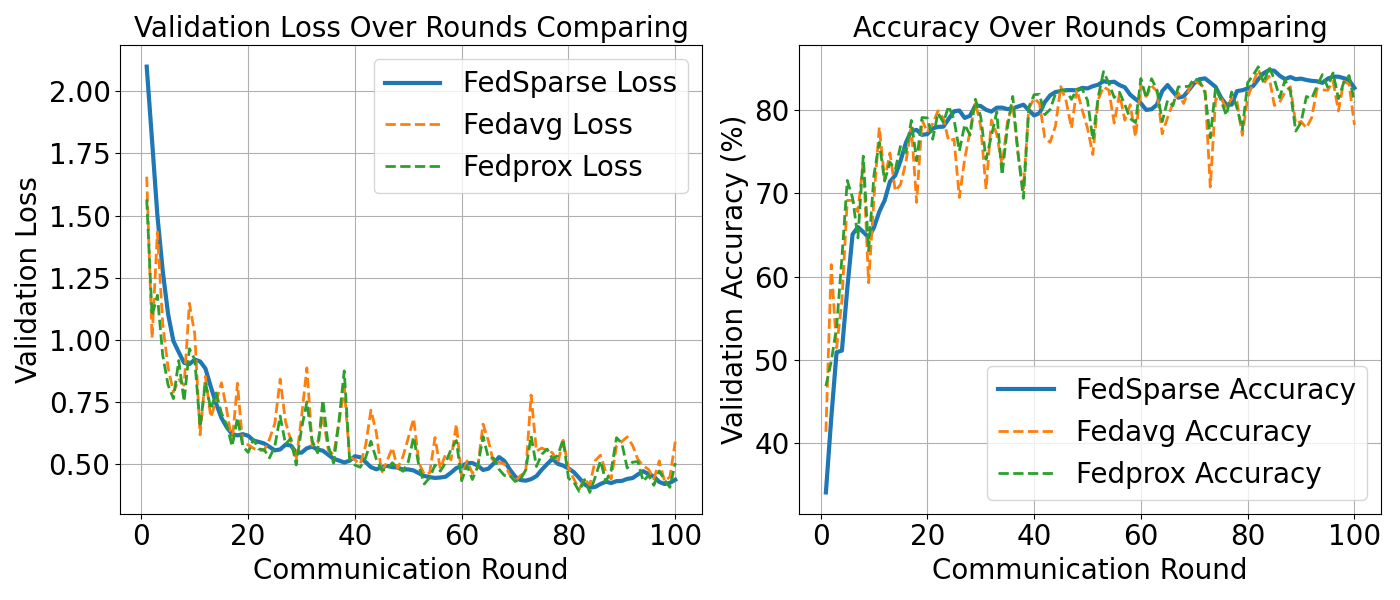 Validation Loss Over Rounds Comparing
Validation Loss
2.00
1.75
1.50
1.25
1.00
0.75
0.50
FedSparse Loss
Fedavg Loss
Fedprox Loss
0 20 40 60 80 100
Communication Round
Accuracy Over Rounds Comparing
Validation Accuracy (%)
80
70
60
50
40
FedSparse Accuracy
Fedavg Accuracy
Fedprox Accuracy
0 20 40 60 80 100
Communication Round